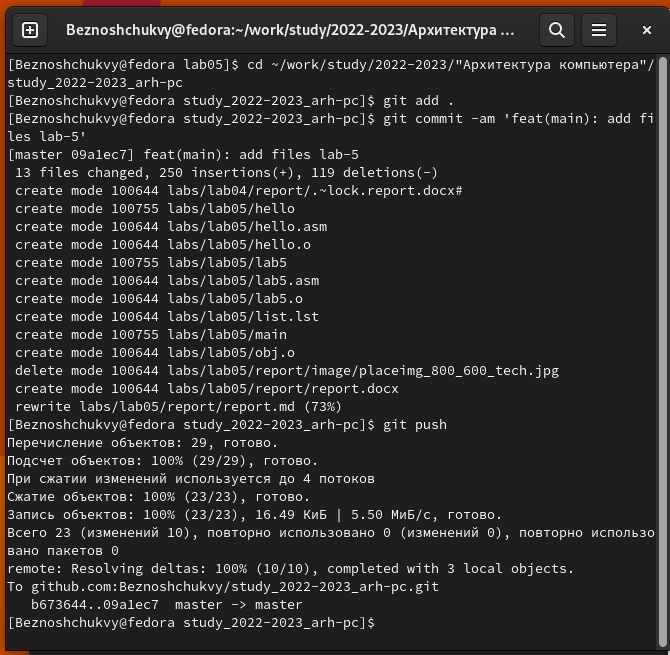 Beznoshchukvy@fedora:~/work/study/2022-2023/Архитектура ...
[Beznoshchukvy@fedora lab05]$ cd ~/work/study/2022-2023/"Архитектура компьютера"/
study_2022-2023_arh-pc
[Beznoshchukvy@fedora study_2022-2023_arh-pc]$ git add .
[Beznoshchukvy@fedora study_2022-2023_arh-pc]$ git commit -am 'feat(main): add fi
les lab-5'
[master 09a1ec7] feat(main): add files lab-5
 13 files changed, 250 insertions(+), 119 deletions(-)
 create mode 100644 labs/lab04/report/.~lock.report.docx#
 create mode 100755 labs/lab05/hello
 create mode 100644 labs/lab05/hello.asm
 create mode 100644 labs/lab05/hello.o
 create mode 100755 labs/lab05/lab5
 create mode 100644 labs/lab05/lab5.asm
 create mode 100644 labs/lab05/lab5.o
 create mode 100644 labs/lab05/list.lst
 create mode 100755 labs/lab05/main
 create mode 100644 labs/lab05/obj.o
 delete mode 100644 labs/lab05/report/image/placeimg_800_600_tech.jpg
 create mode 100644 labs/lab05/report/report.docx
 rewrite labs/lab05/report/report.md (73%)
[Beznoshchukvy@fedora study_2022-2023_arh-pc]$ git push
Перечисление объектов: 29, готово.
Подсчет объектов: 100% (29/29), готово.
При сжатии изменений используется до 4 потоков
Сжатие объектов: 100% (23/23), готово.
Запись объектов: 100% (23/23), 16.49 КиБ | 5.50 МиБ/с, готово.
Всего 23 (изменений 10), повторно использовано 0 (изменений 0), повторно использо
вано пакетов 0
remote: Resolving deltas: 100% (10/10), completed with 3 local objects.
To github.com:Beznoshchukvy/study_2022-2023_arh-pc.git
   b673644..09a1ec7  master -> master
[Beznoshchukvy@fedora study_2022-2023_arh-pc]$